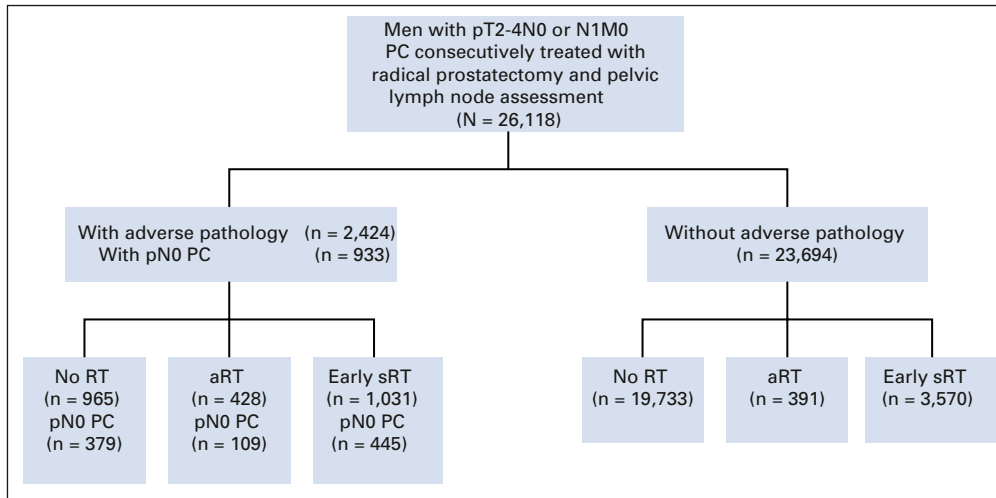 Men with pT2-4N0 or N1M0
PC consecutively treated with
radical prostatectomy and pelvic
lymph node assessment
(N = 26,118)
With adverse pathology (n = 2,424)
With pN0 PC (n = 933)
Without adverse pathology
(n = 23,694)
No RT
(n = 965)
pN0 PC
(n = 379)
aRT
(n = 428)
pN0 PC
(n = 109)
Early sRT
(n = 1,031)
pN0 PC
(n = 445)
No RT
(n = 19,733)
aRT
(n = 391)
Early sRT
(n = 3,570)